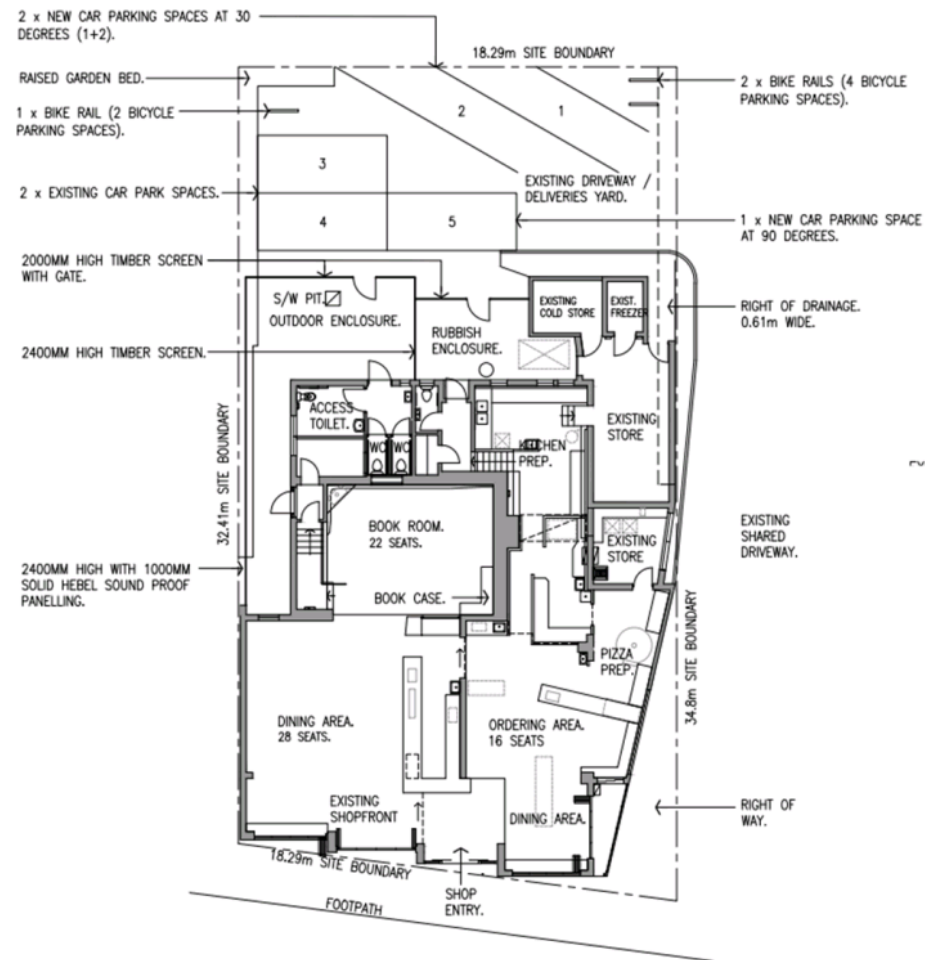 2 x NEW CAR PARKING SPACES AT 30
DEGREES (1+2).
18.29m SITE BOUNDARY
RAISED GARDEN BED.
2 x BIKE RAILS (4 BICYCLE
PARKING SPACES).
1 x BIKE RAIL (2 BICYCLE
PARKING SPACES).
2
1
3
EXISTING DRIVEWAY /
DELIVERIES YARD.
2 x EXISTING CAR PARK SPACES.
4
5
1 x NEW CAR PARKING SPACE
AT 90 DEGREES.
2000MM HIGH TIMBER SCREEN
WITH GATE.
S/W PIT.
OUTDOOR ENCLOSURE.
EXISTING
COLD STORE
EXIST.
FREEZER
RIGHT OF DRAINAGE.
0.61m WIDE.
RUBBISH
ENCLOSURE.
2400MM HIGH TIMBER SCREEN.
ACCESS
TOILET.
EXISTING
STORE
WC
WC
KITCHEN
PREP.
32.41m SITE BOUNDARY
BOOK ROOM.
22 SEATS.
EXISTING
STORE
EXISTING
SHARED
DRIVEWAY.
2400MM HIGH WITH 1000MM
SOLID HEBEL SOUND PROOF
PANELLING.
BOOK CASE.
PIZZA
PREP.
34.8m SITE BOUNDARY
DINING AREA.
28 SEATS.
ORDERING AREA.
16 SEATS
EXISTING
SHOPFRONT
DINING AREA.
RIGHT OF
WAY.
18.29m SITE BOUNDARY
SHOP
ENTRY.
FOOTPATH